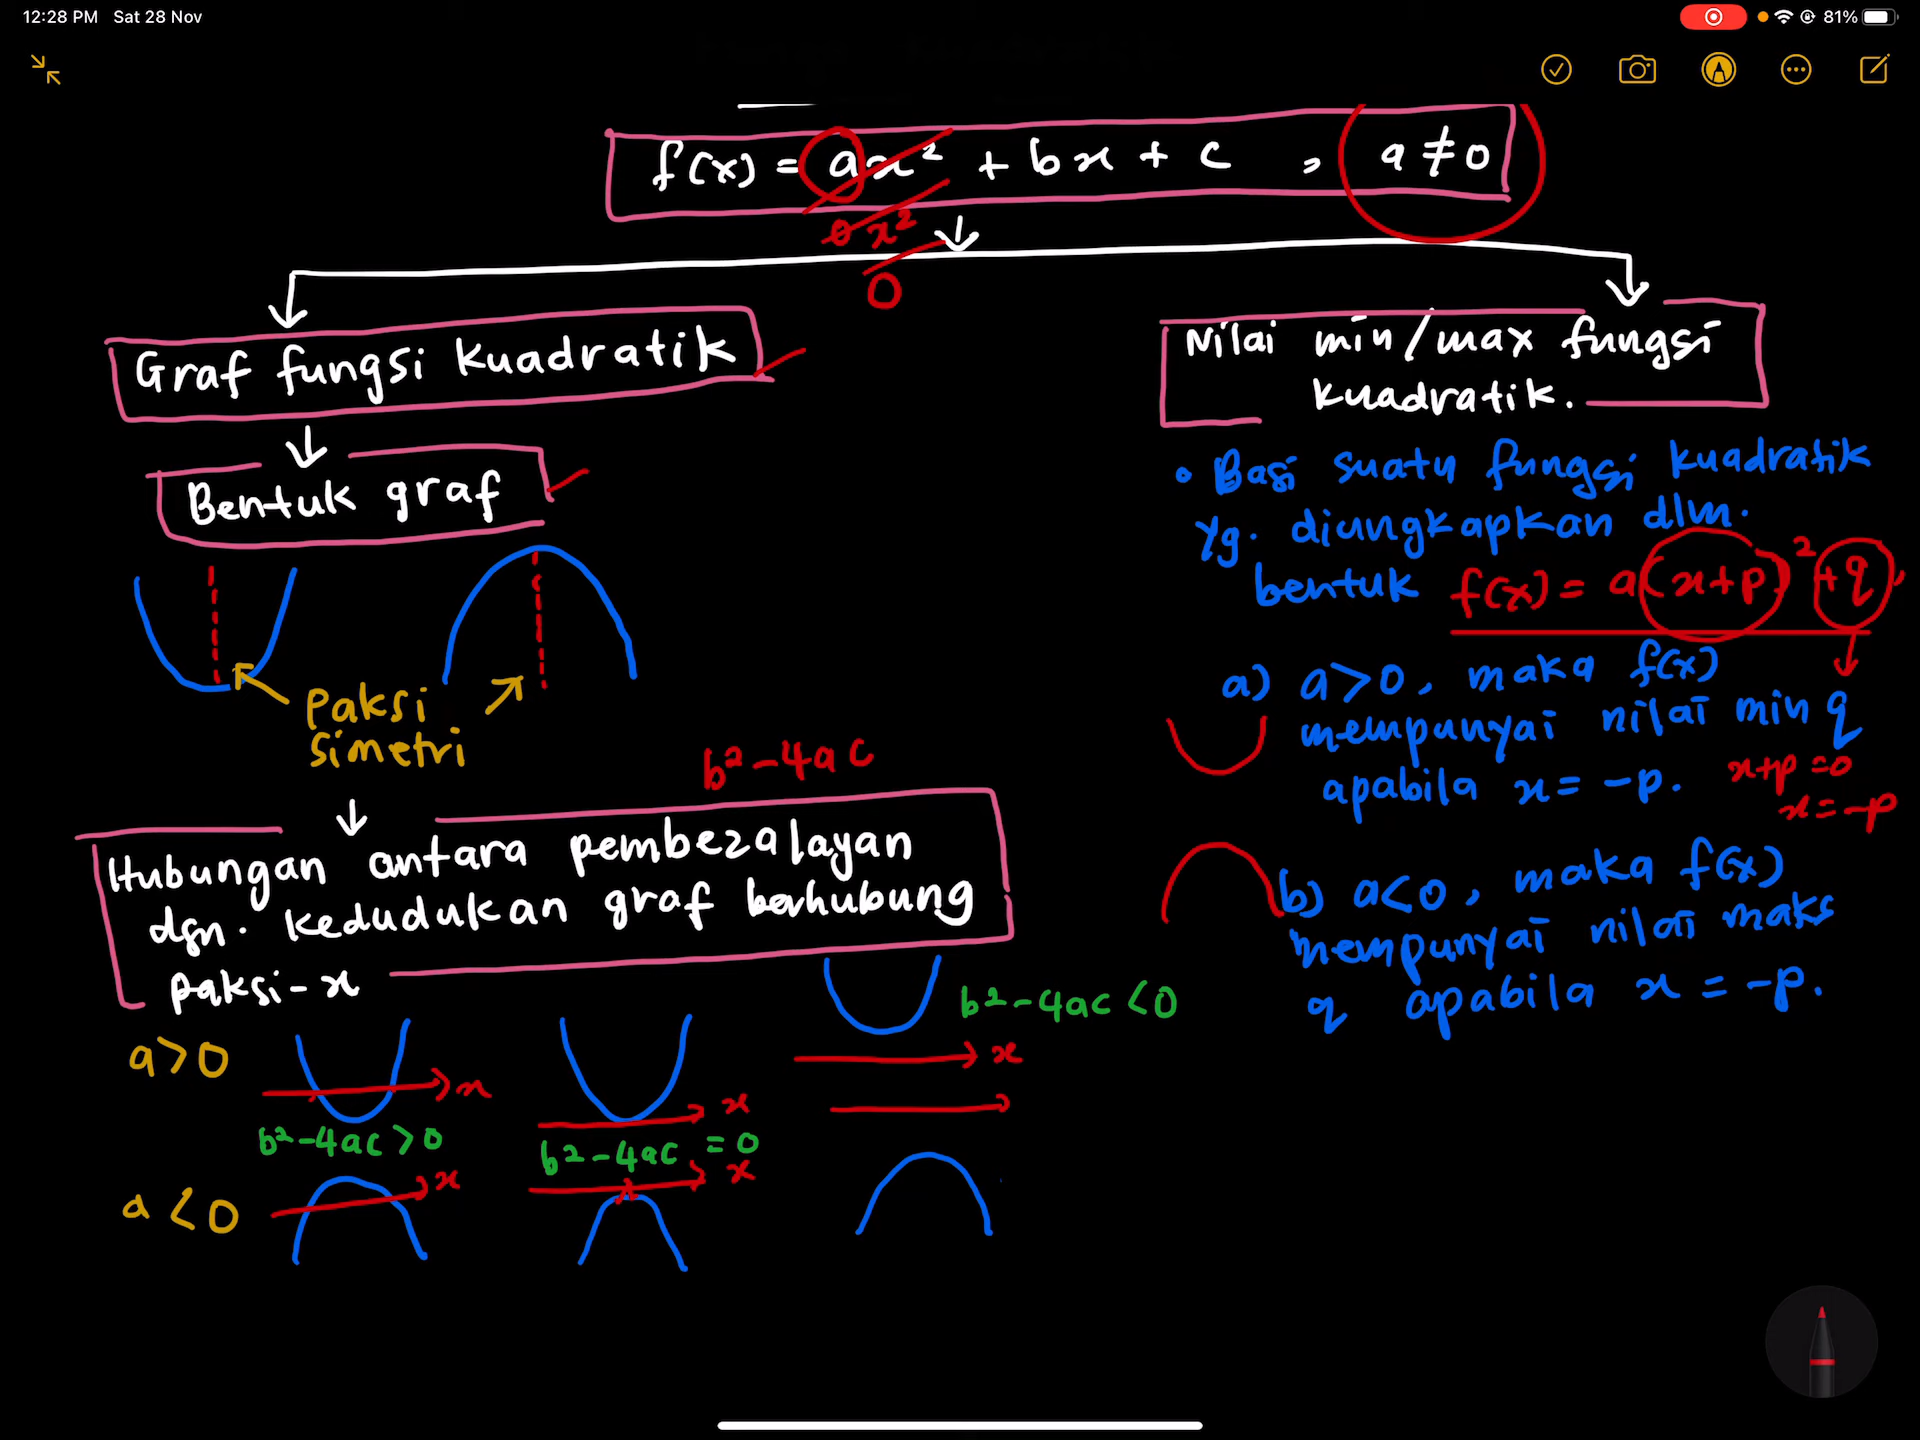 12:28 PM Sat 28 Nov
81%
f(x) = ax² + bx + c , a ≠ 0
0x²
0
Graf fungsi kuadratik
Bentuk graf
Paksi
simetri
b²-4ac
Hubungan antara pembezalayan
dgn. kedudukan graf berhubung
paksi-x
a>0
x
b²-4ac>0
x
b²-4ac = 0
b²-4ac<0
x
a<0
x
x
Nilai min/max fungsi
kuadratik.
• Bagi suatu fungsi kuadratik
yg. diungkapkan dlm.
bentuk f(x) = a(x+p)² + q,
a) a>0, maka f(x)
mempunyai nilai min q
apabila x = -p.
x+p=0
x=-p
b) a<0, maka f(x)
mempunyai nilai maks
q apabila x = -p.